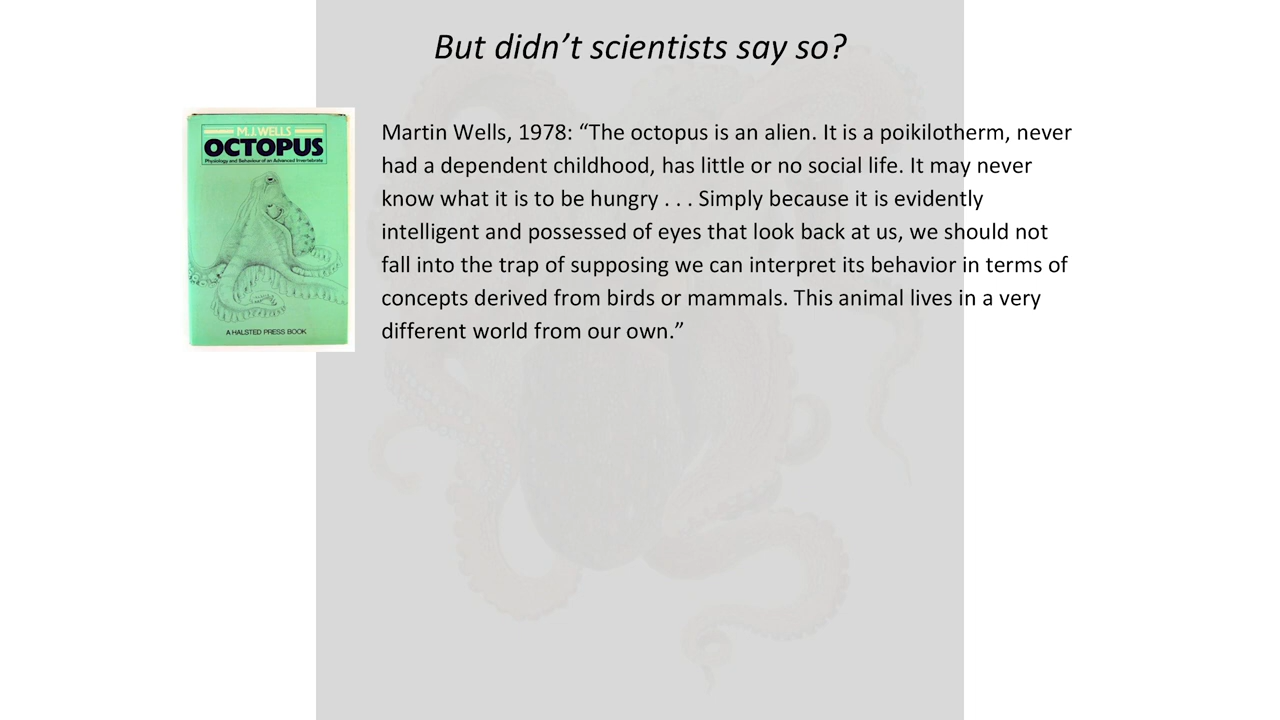 But didn’t scientists say so?
M.J.WELLS
OCTOPUS
Physiology and Behaviour of an Advanced Invertebrate
A HALSTED PRESS BOOK
Martin Wells, 1978: “The octopus is an alien. It is a poikilotherm, never
had a dependent childhood, has little or no social life. It may never
know what it is to be hungry . . . Simply because it is evidently
intelligent and possessed of eyes that look back at us, we should not
fall into the trap of supposing we can interpret its behavior in terms of
concepts derived from birds or mammals. This animal lives in a very
different world from our own.”